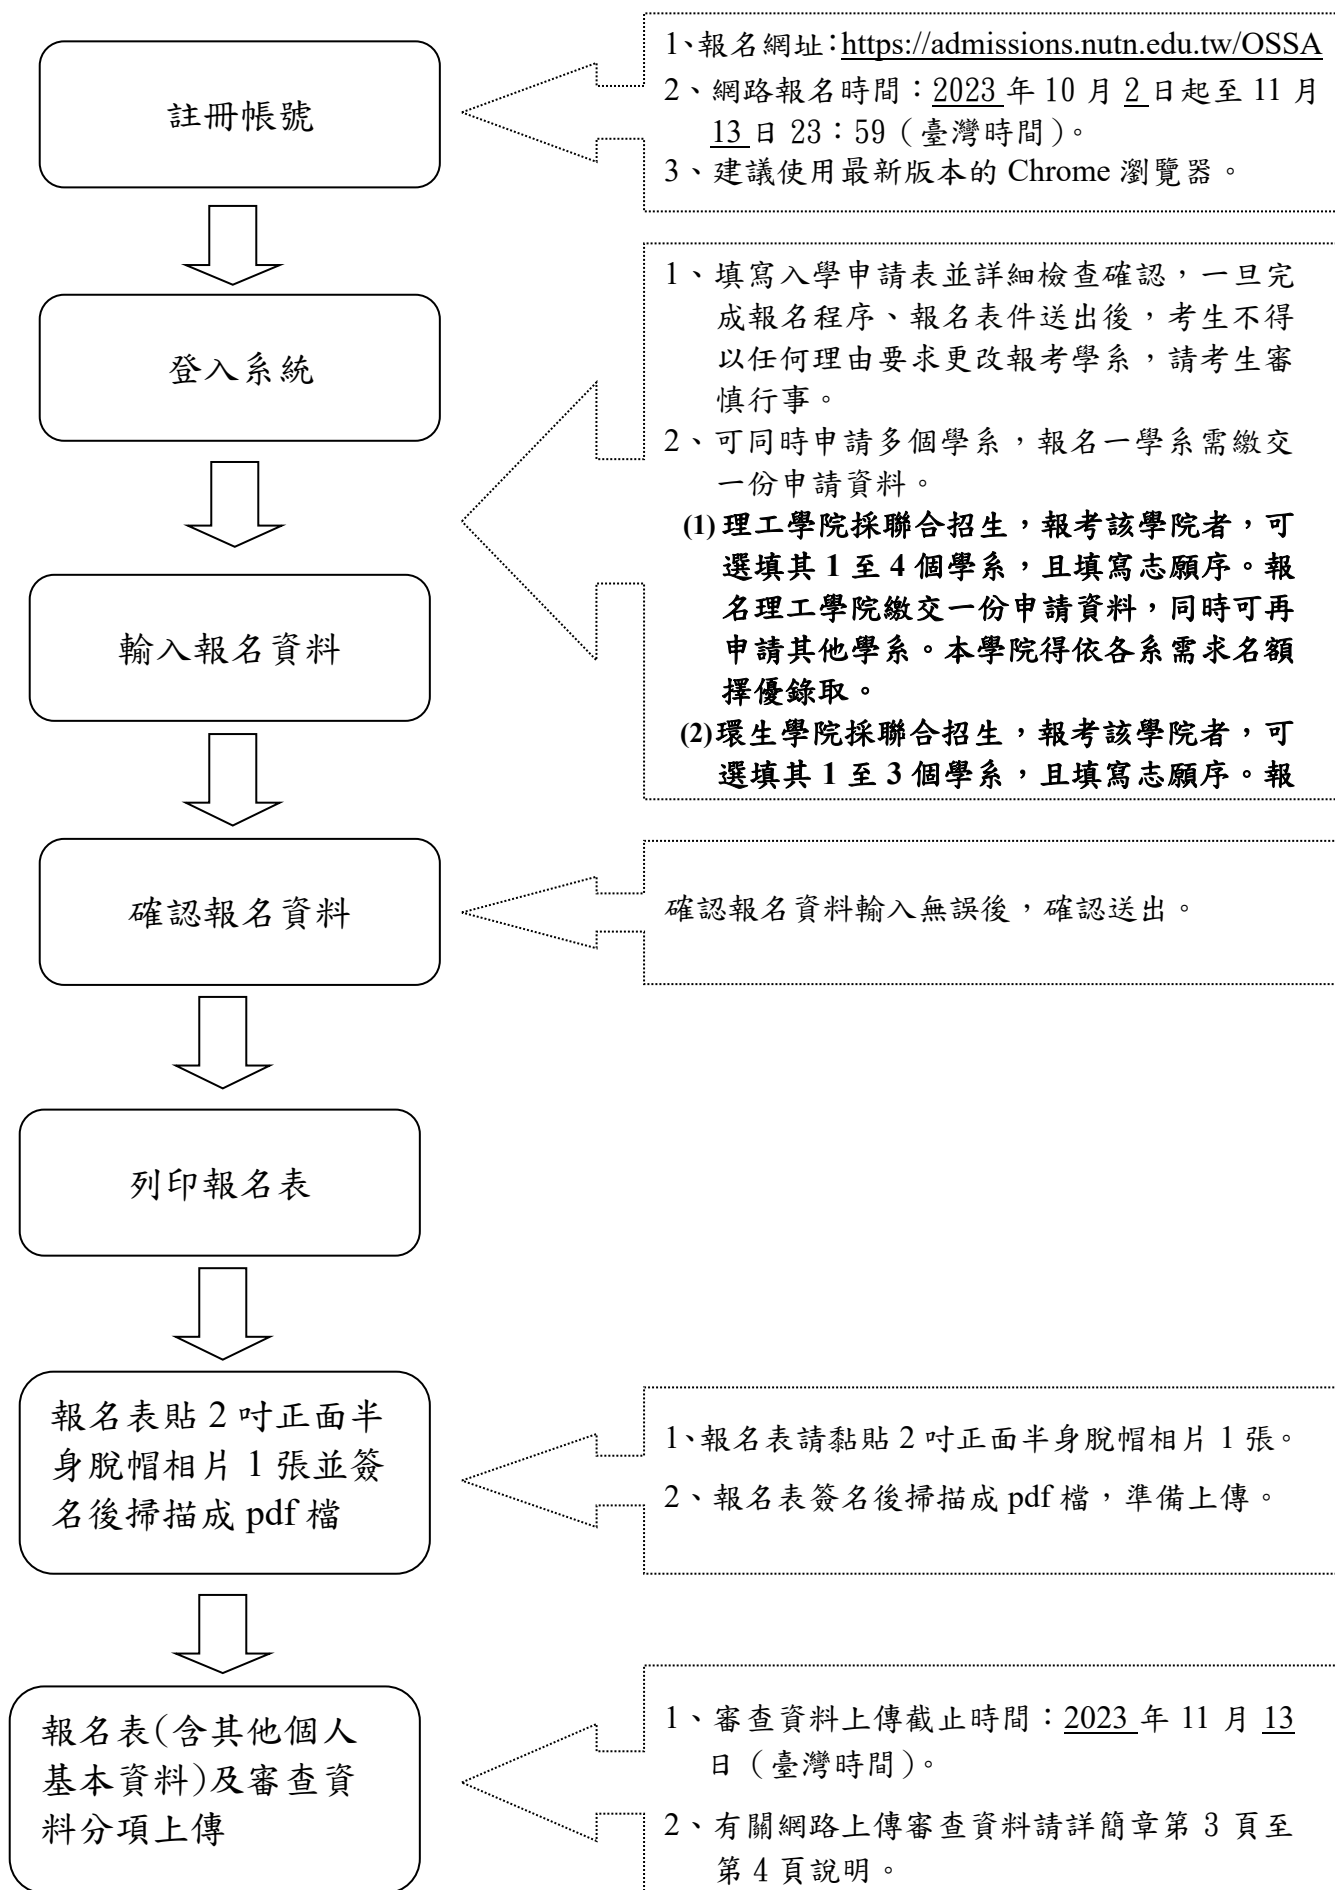 註冊帳號
1、報名網址：https://admissions.nutn.edu.tw/OSSA
2、網路報名時間：2023 年 10 月 2 日起至 11 月
13 日 23：59（臺灣時間）。
3、建議使用最新版本的 Chrome 瀏覽器。
登入系統
1、填寫入學申請表並詳細檢查確認，一旦完
成報名程序、報名表件送出後，考生不得
以任何理由要求更改報考學系，請考生審
慎行事。
2、可同時申請多個學系，報名一學系需繳交
一份申請資料。
(1) 理工學院採聯合招生，報考該學院者，可
選填其 1 至 4 個學系，且填寫志願序。報
名理工學院繳交一份申請資料，同時可再
申請其他學系。本學院得依各系需求名額
擇優錄取。
(2)環生學院採聯合招生，報考該學院者，可
選填其 1 至 3 個學系，且填寫志願序。報
輸入報名資料
確認報名資料
確認報名資料輸入無誤後，確認送出。
列印報名表
報名表貼 2 吋正面半
身脫帽相片 1 張並簽
名後掃描成 pdf 檔
1、報名表請黏貼 2 吋正面半身脫帽相片 1 張。
2、報名表簽名後掃描成 pdf 檔，準備上傳。
報名表(含其他個人
基本資料)及審查資
料分項上傳
1、審查資料上傳截止時間：2023 年 11 月 13
日（臺灣時間）。
2、有關網路上傳審查資料請詳簡章第 3 頁至
第 4 頁說明。